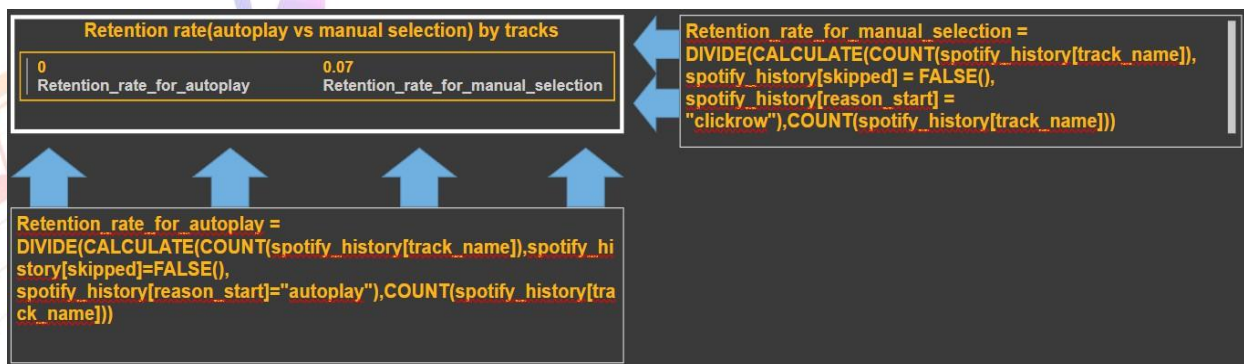 Retention rate(autoplay vs manual selection) by tracks
0
Retention_rate_for_autoplay
0.07
Retention_rate_for_manual_selection
Retention_rate_for_manual_selection =
DIVIDE(CALCULATE(COUNT(spotify_history[track_name]),
spotify_history[skipped] = FALSE(),
spotify_history[reason_start] =
"clickrow"),COUNT(spotify_history[track_name]))
Retention_rate_for_autoplay =
DIVIDE(CALCULATE(COUNT(spotify_history[track_name]),spotify_hi
story[skipped]=FALSE(),
spotify_history[reason_start]="autoplay"),COUNT(spotify_history[tra
ck_name]))